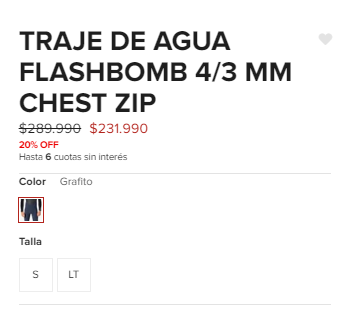 TRAJE DE AGUA
FLASHBOMB 4/3 MM
CHEST ZIP
$289.990 $231.990
20% OFF
Hasta 6 cuotas sin interés
Color Grafito
Talla
S LT